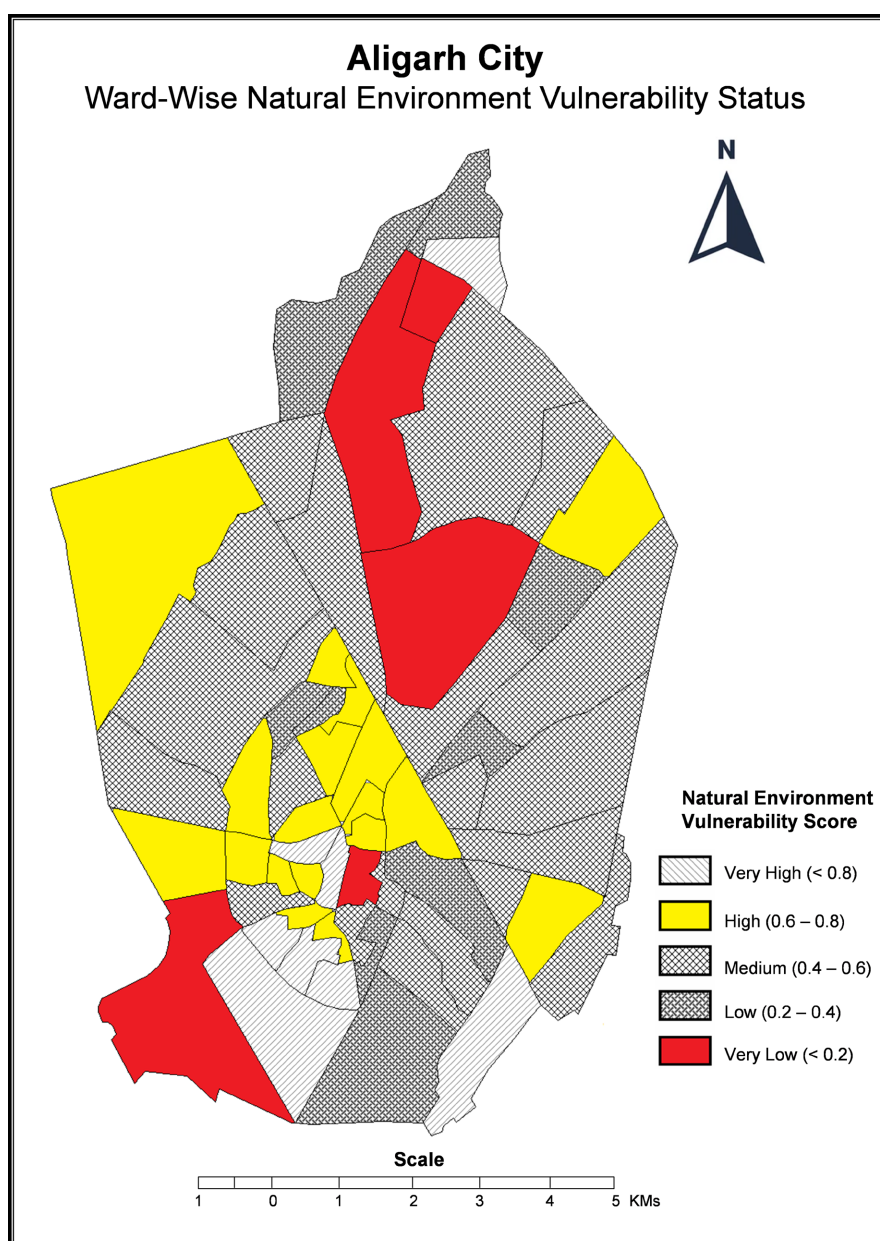 Aligarh City
Ward-Wise Natural Environment Vulnerability Status
N
Natural Environment
Vulnerability Score
Very High (< 0.8)
High (0.6 – 0.8)
Medium (0.4 – 0.6)
Low (0.2 – 0.4)
Very Low (< 0.2)
Scale
1 0 1 2 3 4 5 KMs